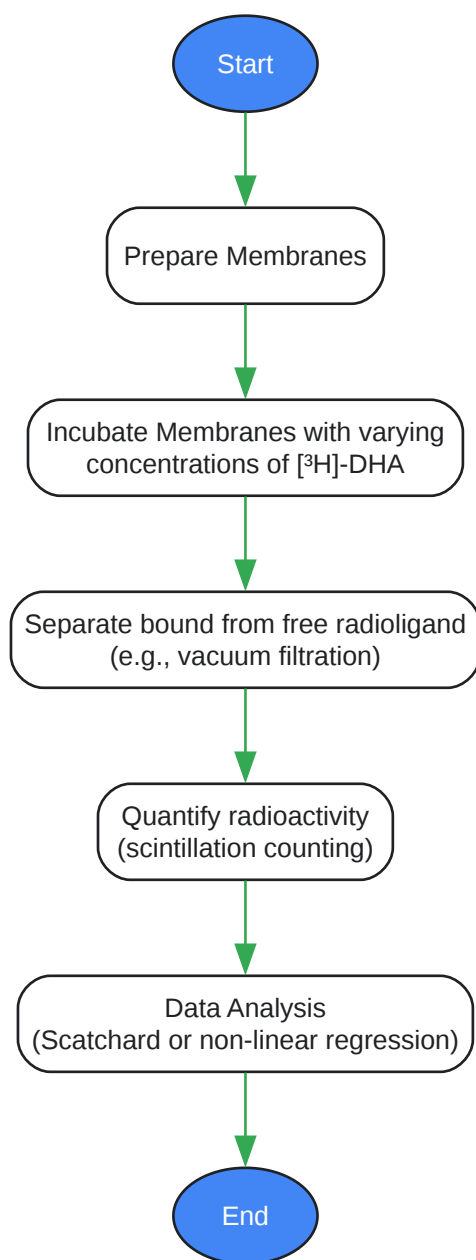 Start
Prepare Membranes
Incubate Membranes with varying
concentrations of [³H]-DHA
Separate bound from free radioligand
(e.g., vacuum filtration)
Quantify radioactivity
(scintillation counting)
Data Analysis
(Scatchard or non-linear regression)
End